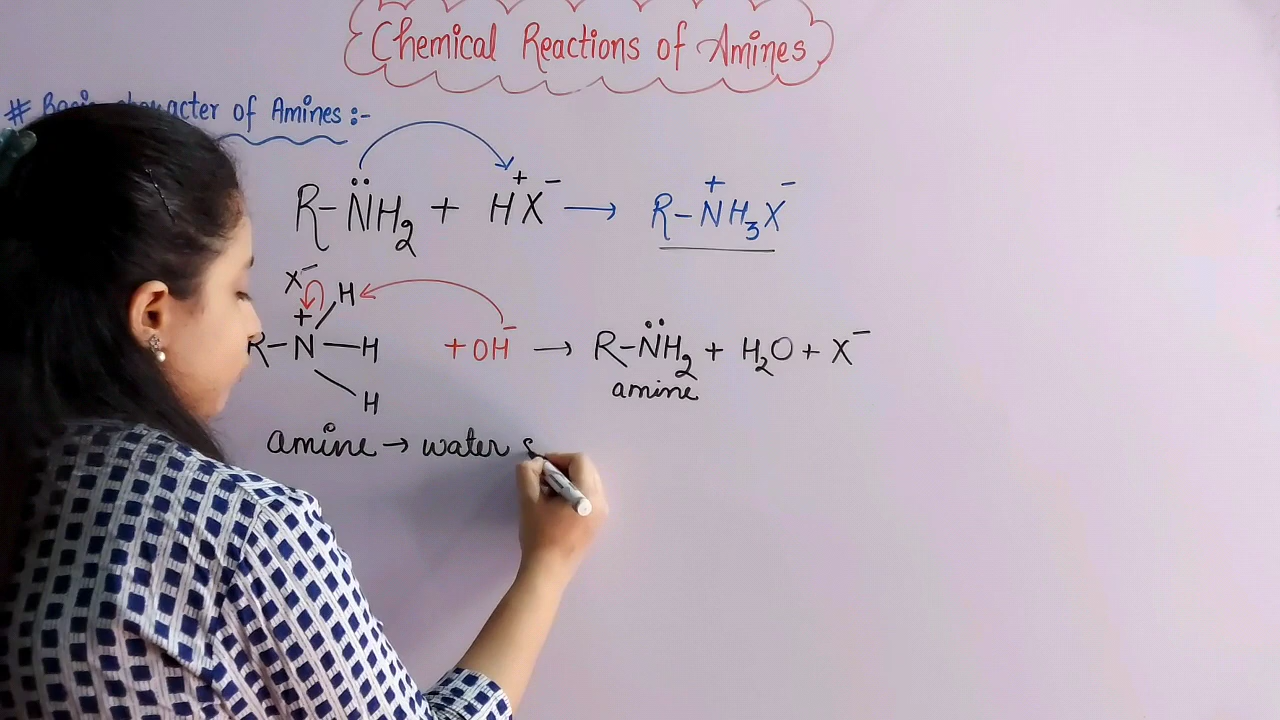 Chemical Reactions of Amines
# Basic character of Amines :-
R-N̈H₂ + H⁺X⁻ → R-N⁺H₃X⁻
X⁻
H
+
R-N-H +OH⁻ → R-N̈H₂ + H₂O + X⁻
H amine
amine → water s